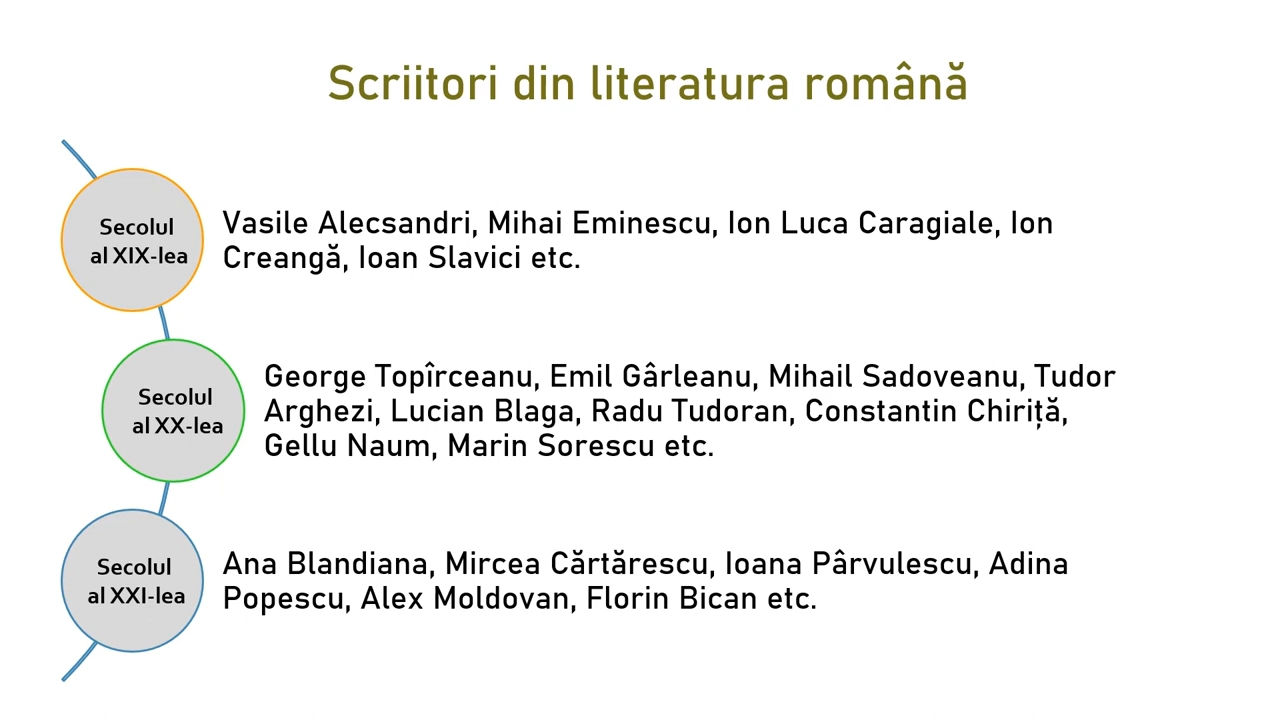 Scriitori din literatura română
Secolul
al XIX-lea
Vasile Alecsandri, Mihai Eminescu, Ion Luca Caragiale, Ion
Creangă, Ioan Slavici etc.
Secolul
al XX-lea
George Topîrceanu, Emil Gârleanu, Mihail Sadoveanu, Tudor
Arghezi, Lucian Blaga, Radu Tudoran, Constantin Chiriță,
Gellu Naum, Marin Sorescu etc.
Secolul
al XXI-lea
Ana Blandiana, Mircea Cărtărescu, Ioana Pârvulescu, Adina
Popescu, Alex Moldovan, Florin Bican etc.